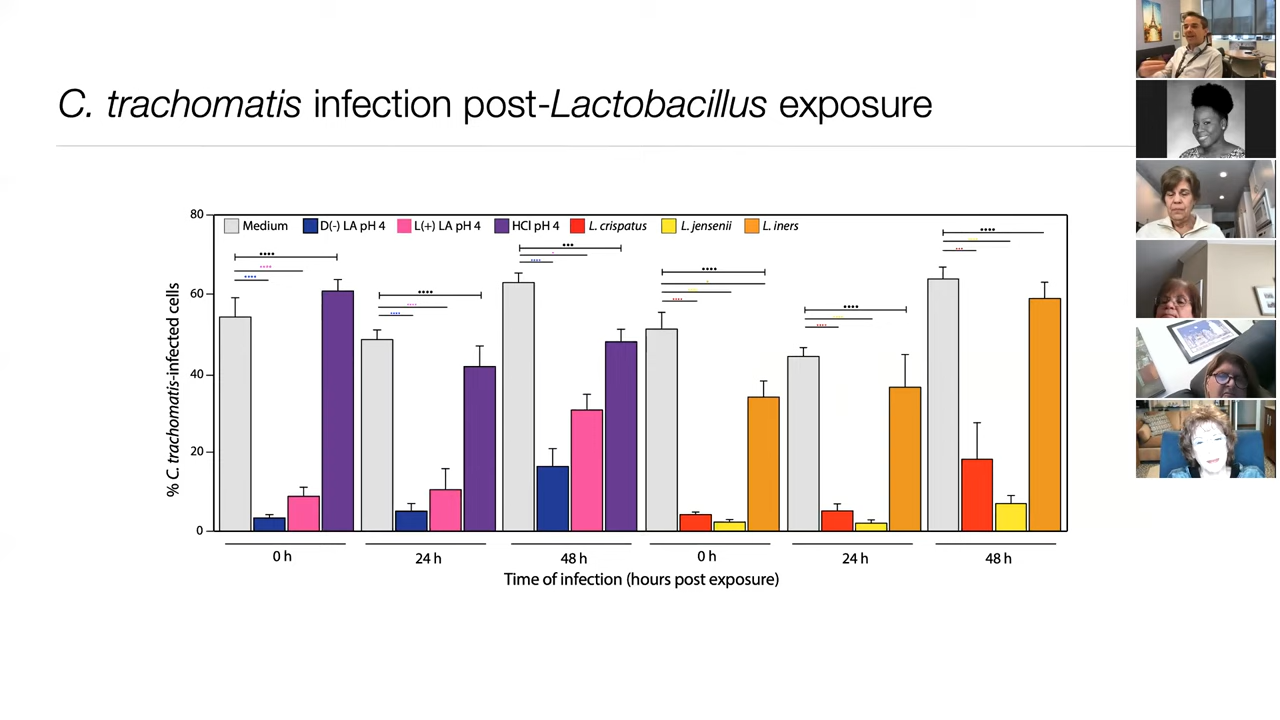 C. trachomatis infection post-Lactobacillus exposure
80
Medium D(-) LA pH 4 L(+) LA pH 4 HCl pH 4 L. crispatus L. jensenii L. iners
60
40
20
0
% C. trachomatis-infected cells
0 h 24 h 48 h 0 h 24 h 48 h
Time of infection (hours post exposure)